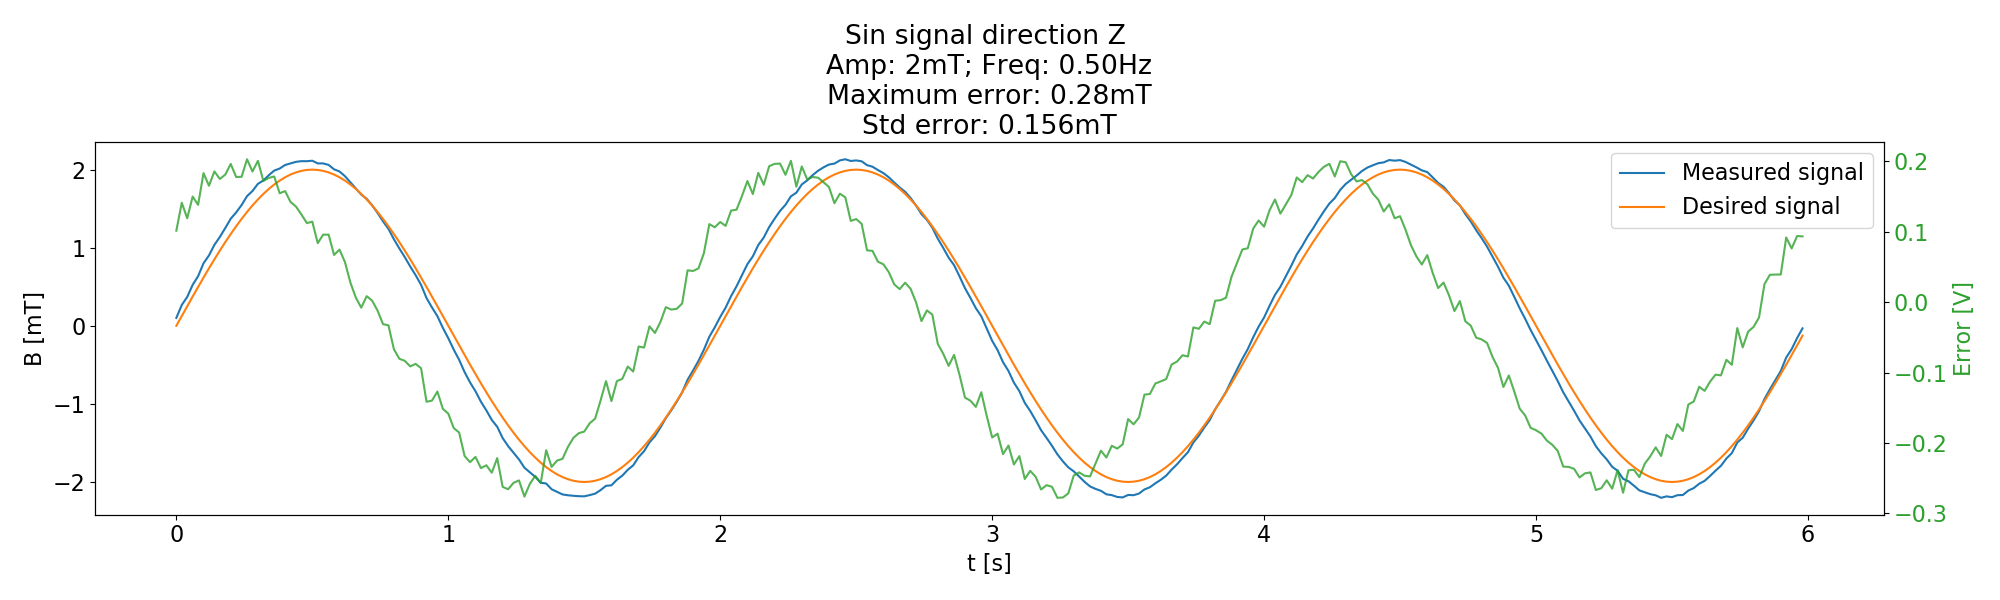 Sin signal direction Z
Amp: 2mT; Freq: 0.50Hz
Maximum error: 0.28mT
Std error: 0.156mT
Measured signal
Desired signal
B [mT]
2
1
0
−1
−2
0.2
0.1
0.0
−0.1
−0.2
−0.3
Error [V]
0 1 2 3 4 5 6
t [s]